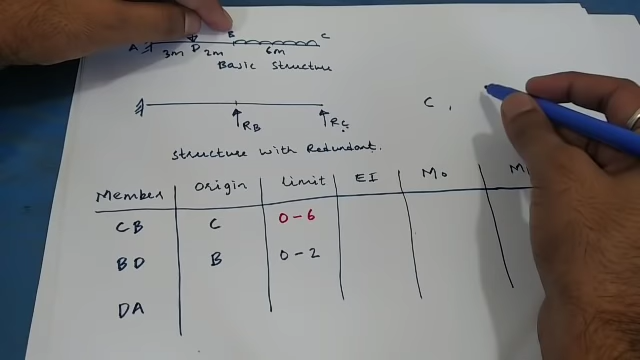 A D B C
3m 2m 6m
Basic Structure
RB RC
C,
Structure with Redundant.
Member Origin Limit EI Mo
CB C 0-6
BD B 0-2
DA